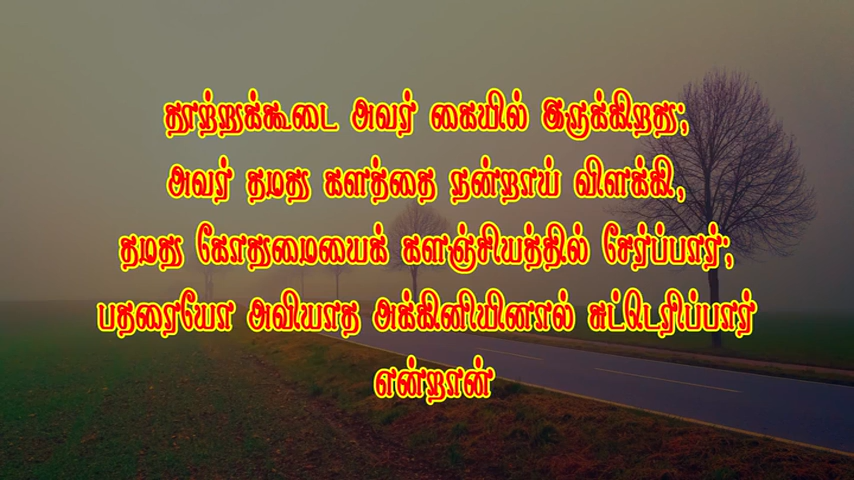 தூற்றுக்கூடை அவர் கையில் இருக்கிறது;
அவர் தமது களத்தை நன்றாய் விளக்கி,
தமது கோதுமையைக் களஞ்சியத்தில் சேர்ப்பார்;
பதரையோ அவியாத அக்கினியினால் சுட்டெரிப்பார்
என்றான்